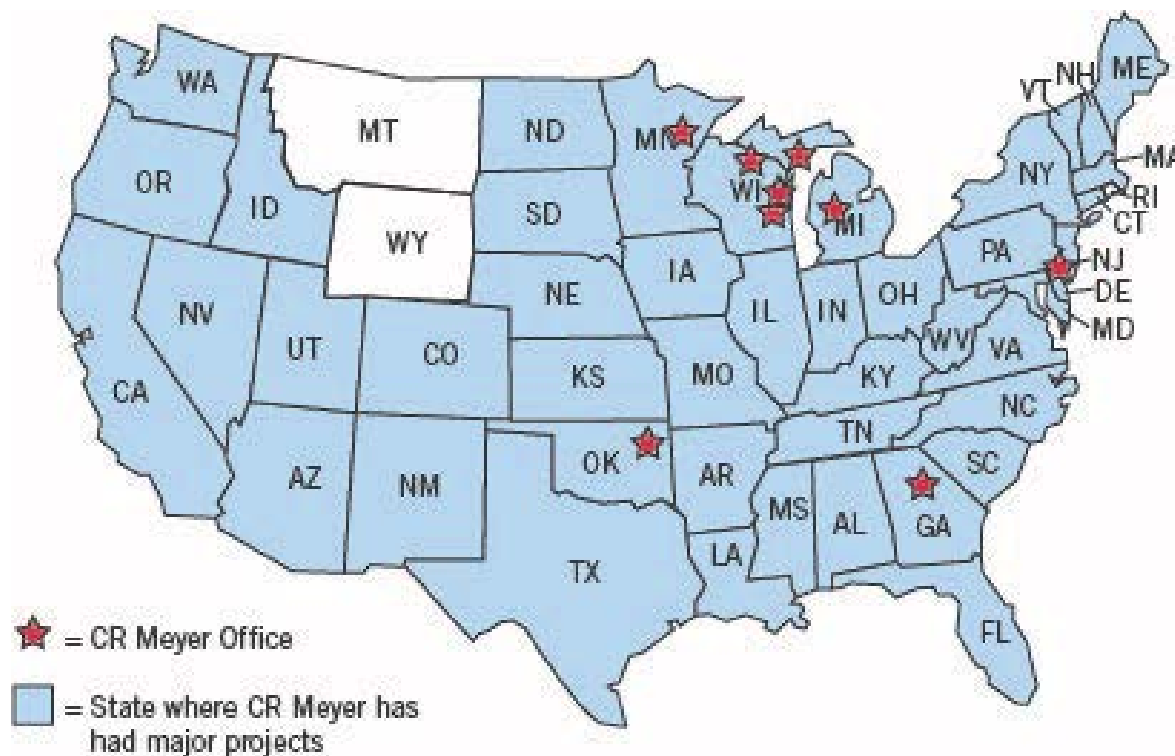 WA
MT
ND
MN
VT
NH
ME
OR
ID
SD
WI
MI
NY
MA
RI
CT
WY
IA
PA
NJ
NE
OH
DE
NV
UT
CO
IL
IN
WV
VA
MD
CA
KS
MO
KY
NC
AZ
NM
OK
AR
TN
SC
MS
AL
GA
LA
TX
FL
= CR Meyer Office
= State where CR Meyer has
had major projects